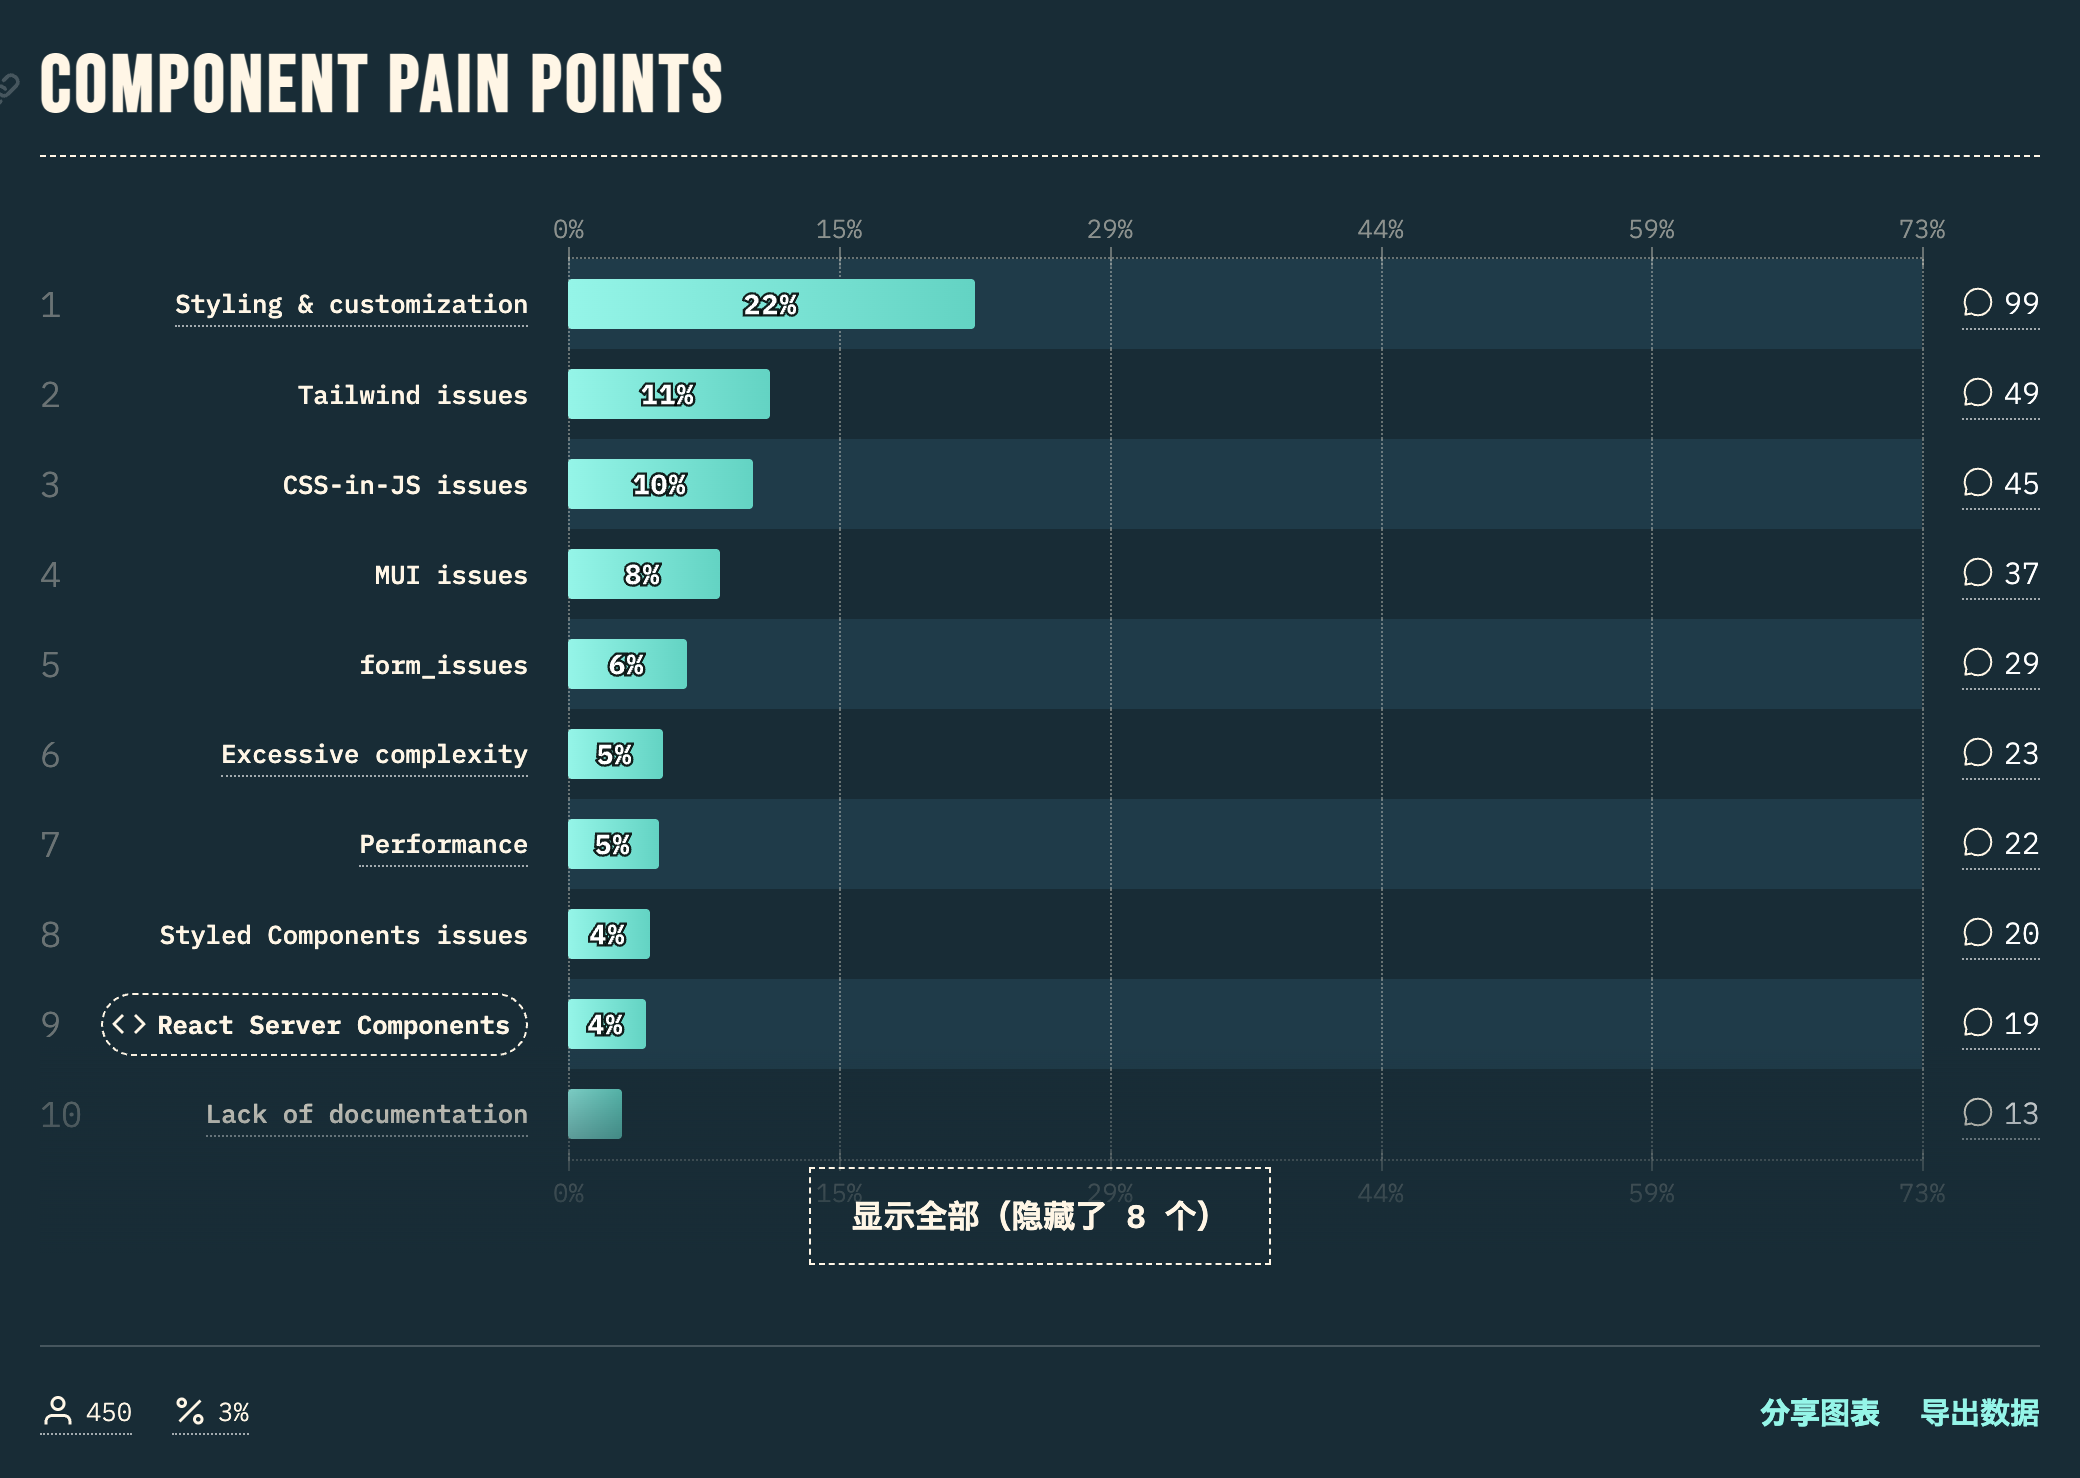 COMPONENT PAIN POINTS
0% 15% 29% 44% 59% 73%
1 Styling & customization 22% 99
2 Tailwind issues 11% 49
3 CSS-in-JS issues 10% 45
4 MUI issues 8% 37
5 form_issues 6% 29
6 Excessive complexity 5% 23
7 Performance 5% 22
8 Styled Components issues 4% 20
9 <> React Server Components 4% 19
10 Lack of documentation 13
0% 15% 29% 44% 59% 73%
显示全部（隐藏了 8 个）
450 % 3% 分享图表 导出数据